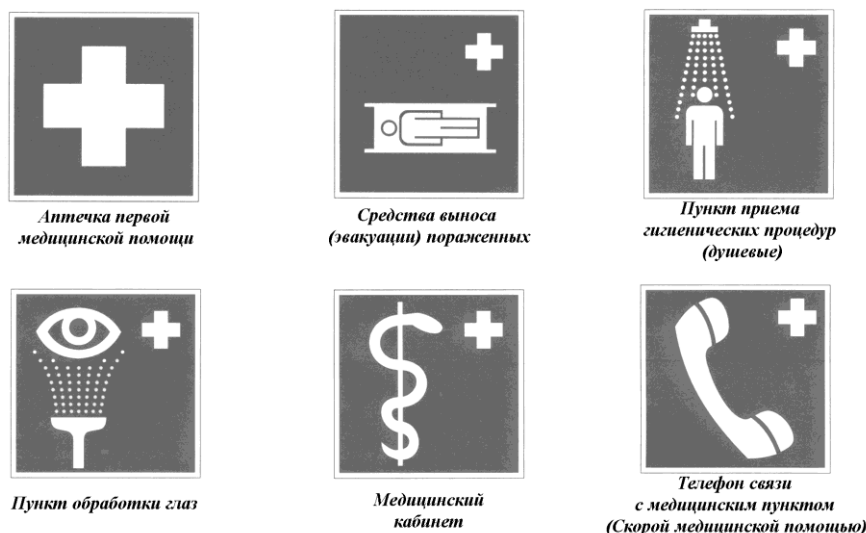 Аптечка первой
медицинской помощи
Средства выноса
(эвакуации) пораженных
Пункт приема
гигиенических процедур
(душевые)
Пункт обработки глаз
Медицинский
кабинет
Телефон связи
с медицинским пунктом
(Скорой медицинской помощью)